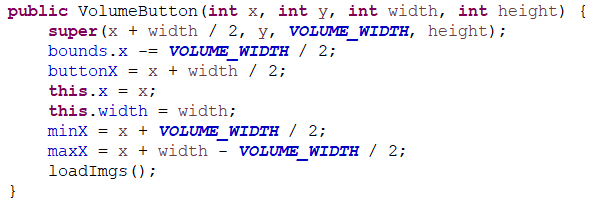 public VolumeButton(int x, int y, int width, int height) {
super(x + width / 2, y, VOLUME_WIDTH, height);
bounds.x -= VOLUME_WIDTH / 2;
buttonX = x + width / 2;
this.x = x;
this.width = width;
minX = x + VOLUME_WIDTH / 2;
maxX = x + width - VOLUME_WIDTH / 2;
loadImgs();
}